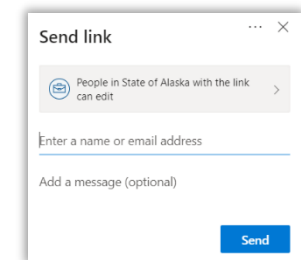 Send link
People in State of Alaska with the link
can edit
Enter a name or email address
Add a message (optional)
Send